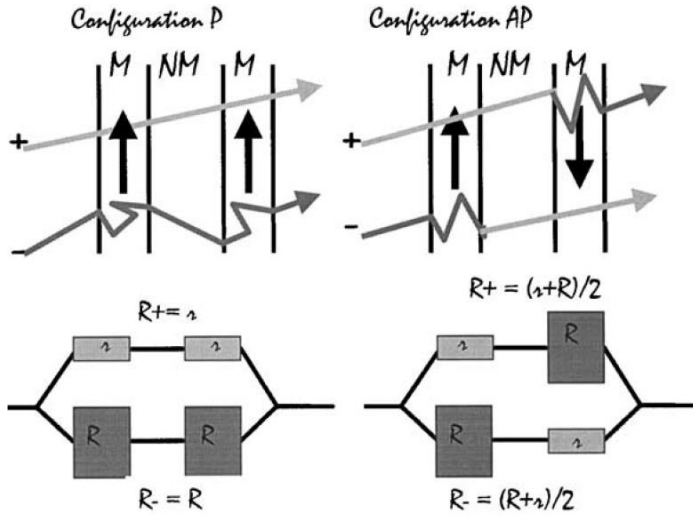 Configuration P
Configuration AP
M NM M
M NM M
+
+
−
−
R+ = r
R+ = (r+R)/2
r r
r R
R R
R r
R- = R
R- = (R+r)/2